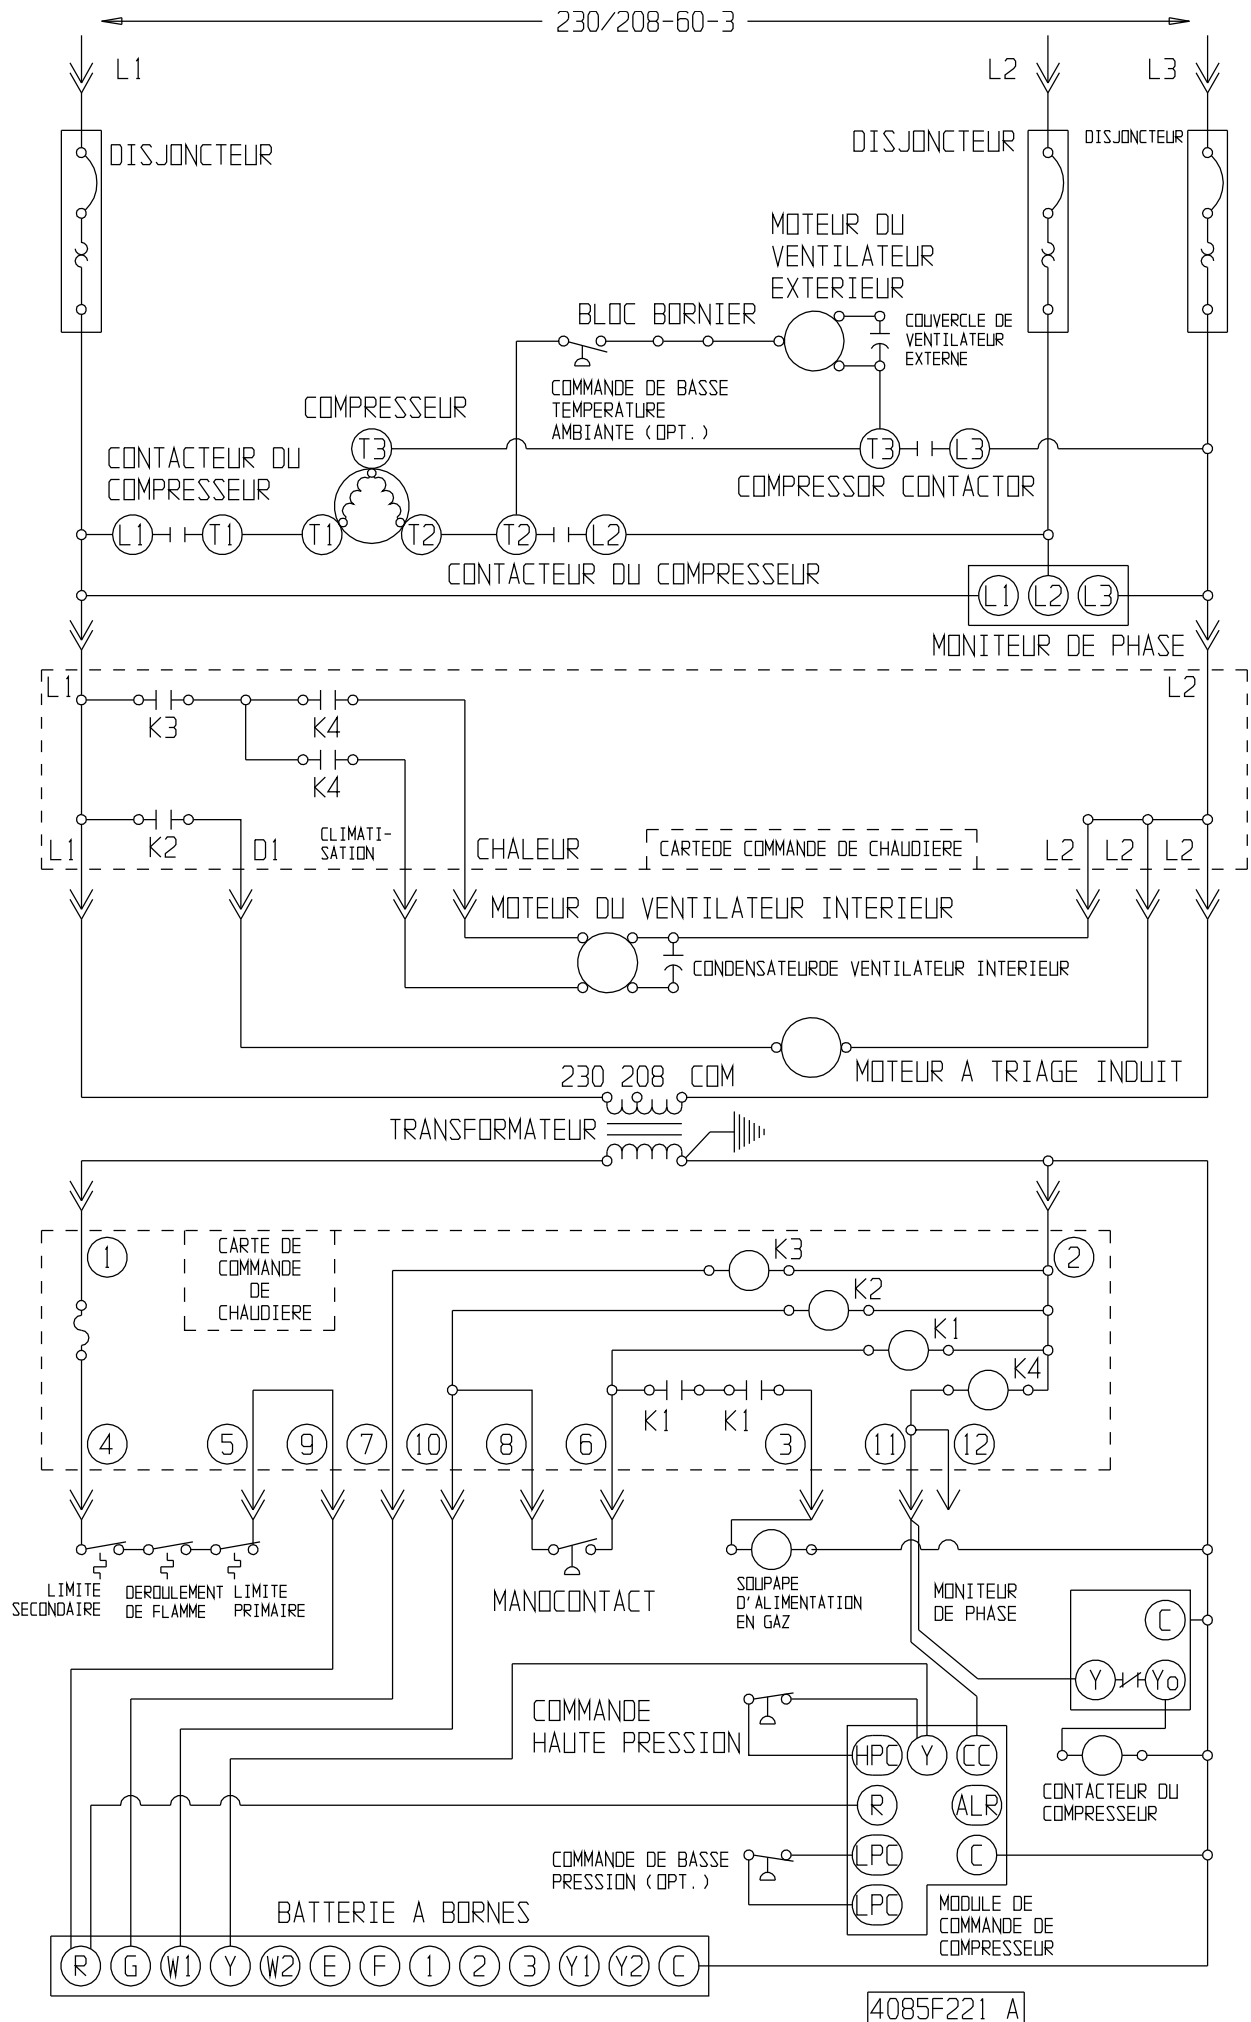 230/208-60-3
L1
L2
L3
DISJONCTEUR
DISJONCTEUR
DISJONCTEUR
MOTEUR DU
VENTILATEUR
EXTERIEUR
BLOC BORNIER
COUVERCLE DE
VENTILATEUR
EXTERNE
COMMANDE DE BASSE
TEMPERATURE
AMBIANTE (OPT.)
COMPRESSEUR
T3
T3
L3
CONTACTEUR DU
COMPRESSEUR
COMPRESSOR CONTACTOR
L1
T1
T1
T2
T2
L2
CONTACTEUR DU COMPRESSEUR
L1
L2
L3
MONITEUR DE PHASE
L1
L2
K3
K4
K4
L1
K2
D1
CLIMATI-
SATION
CHALEUR
CARTEDE COMMANDE DE CHAUDIERE
L2
L2
L2
MOTEUR DU VENTILATEUR INTERIEUR
CONDENSATEURDE VENTILATEUR INTERIEUR
MOTEUR A TRIAGE INDUIT
230 208 COM
TRANSFORMATEUR
1
CARTE DE
COMMANDE
DE
CHAUDIERE
K3
2
K2
K1
K4
K1
K1
4
5
9
7
10
8
6
3
11
12
LIMITE
SECONDAIRE
DEROULEMENT
DE FLAMME
LIMITE
PRIMAIRE
MANOCONTACT
SOUPAPE
D'ALIMENTATION
EN GAZ
MONITEUR
DE PHASE
C
Y
Yo
COMMANDE
HAUTE PRESSION
HPC
Y
CC
R
ALR
CONTACTEUR DU
COMPRESSEUR
COMMANDE DE BASSE
PRESSION (OPT.)
LPC
C
LPC
MODULE DE
COMMANDE DE
COMPRESSEUR
BATTERIE A BORNES
R
G
W1
Y
W2
E
F
1
2
3
Y1
Y2
C
4085F221 A